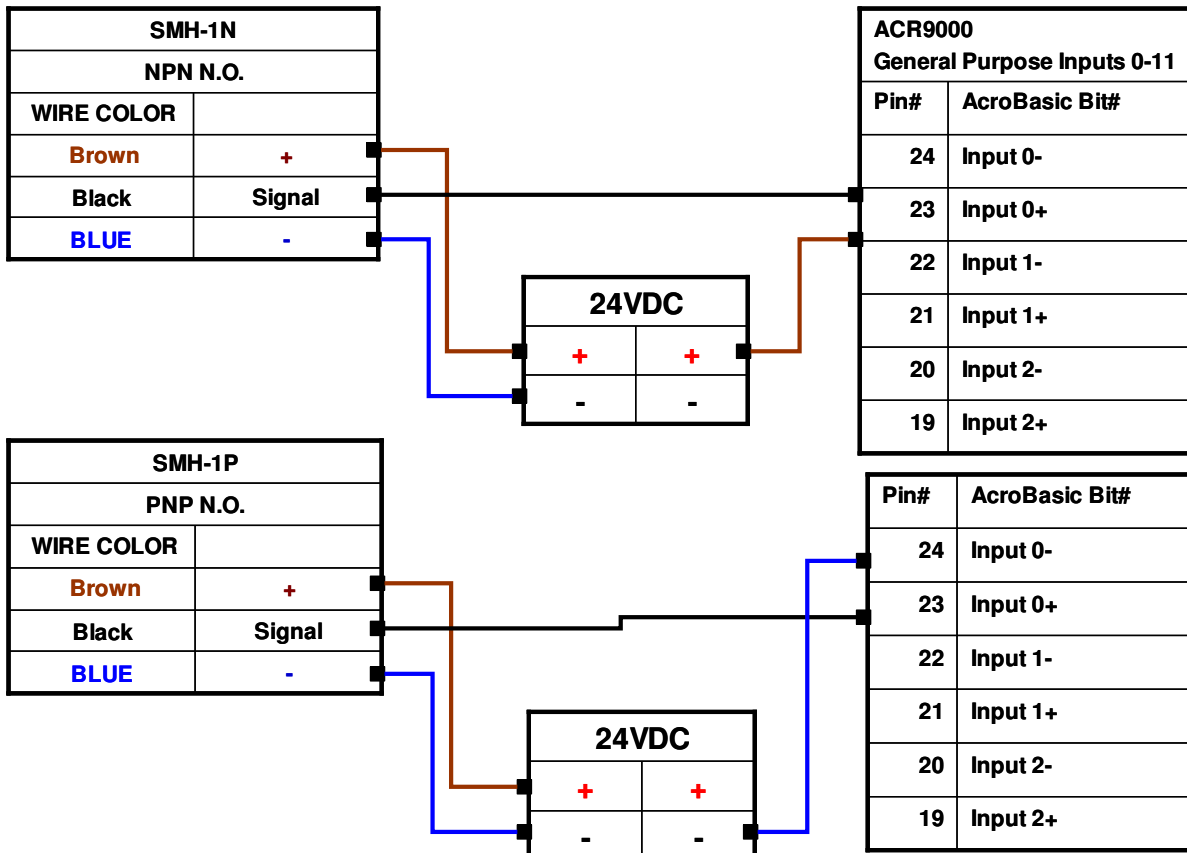 SMH-1N
NPN N.O.
WIRE COLOR
Brown +
Black Signal
BLUE -
24VDC
+ +
- -
ACR9000
General Purpose Inputs 0-11
Pin# AcroBasic Bit#
24 Input 0-
23 Input 0+
22 Input 1-
21 Input 1+
20 Input 2-
19 Input 2+
SMH-1P
PNP N.O.
WIRE COLOR
Brown +
Black Signal
BLUE -
24VDC
+ +
- -
Pin# AcroBasic Bit#
24 Input 0-
23 Input 0+
22 Input 1-
21 Input 1+
20 Input 2-
19 Input 2+